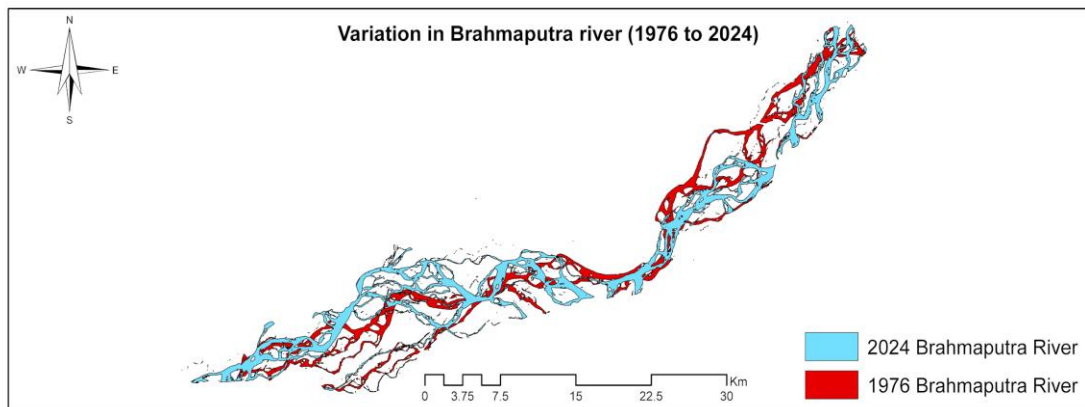 Variation in Brahmaputra river (1976 to 2024)
N
W E
S
2024 Brahmaputra River
1976 Brahmaputra River
Km
0 3.75 7.5 15 22.5 30